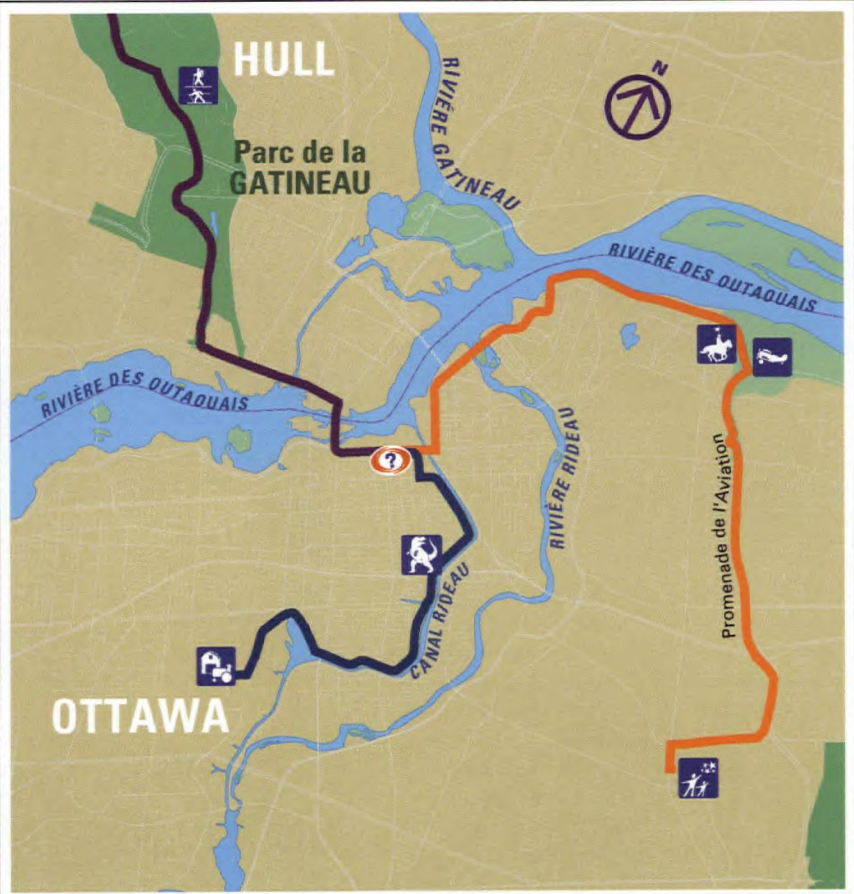 HULL
N
RIVIÈRE GATINEAU
Parc de la
GATINEAU
RIVIÈRE DES OUTAOUAIS
RIVIÈRE DES OUTAOUAIS
?
RIVIÈRE RIDEAU
Promenade de l'Aviation
CANAL RIDEAU
OTTAWA